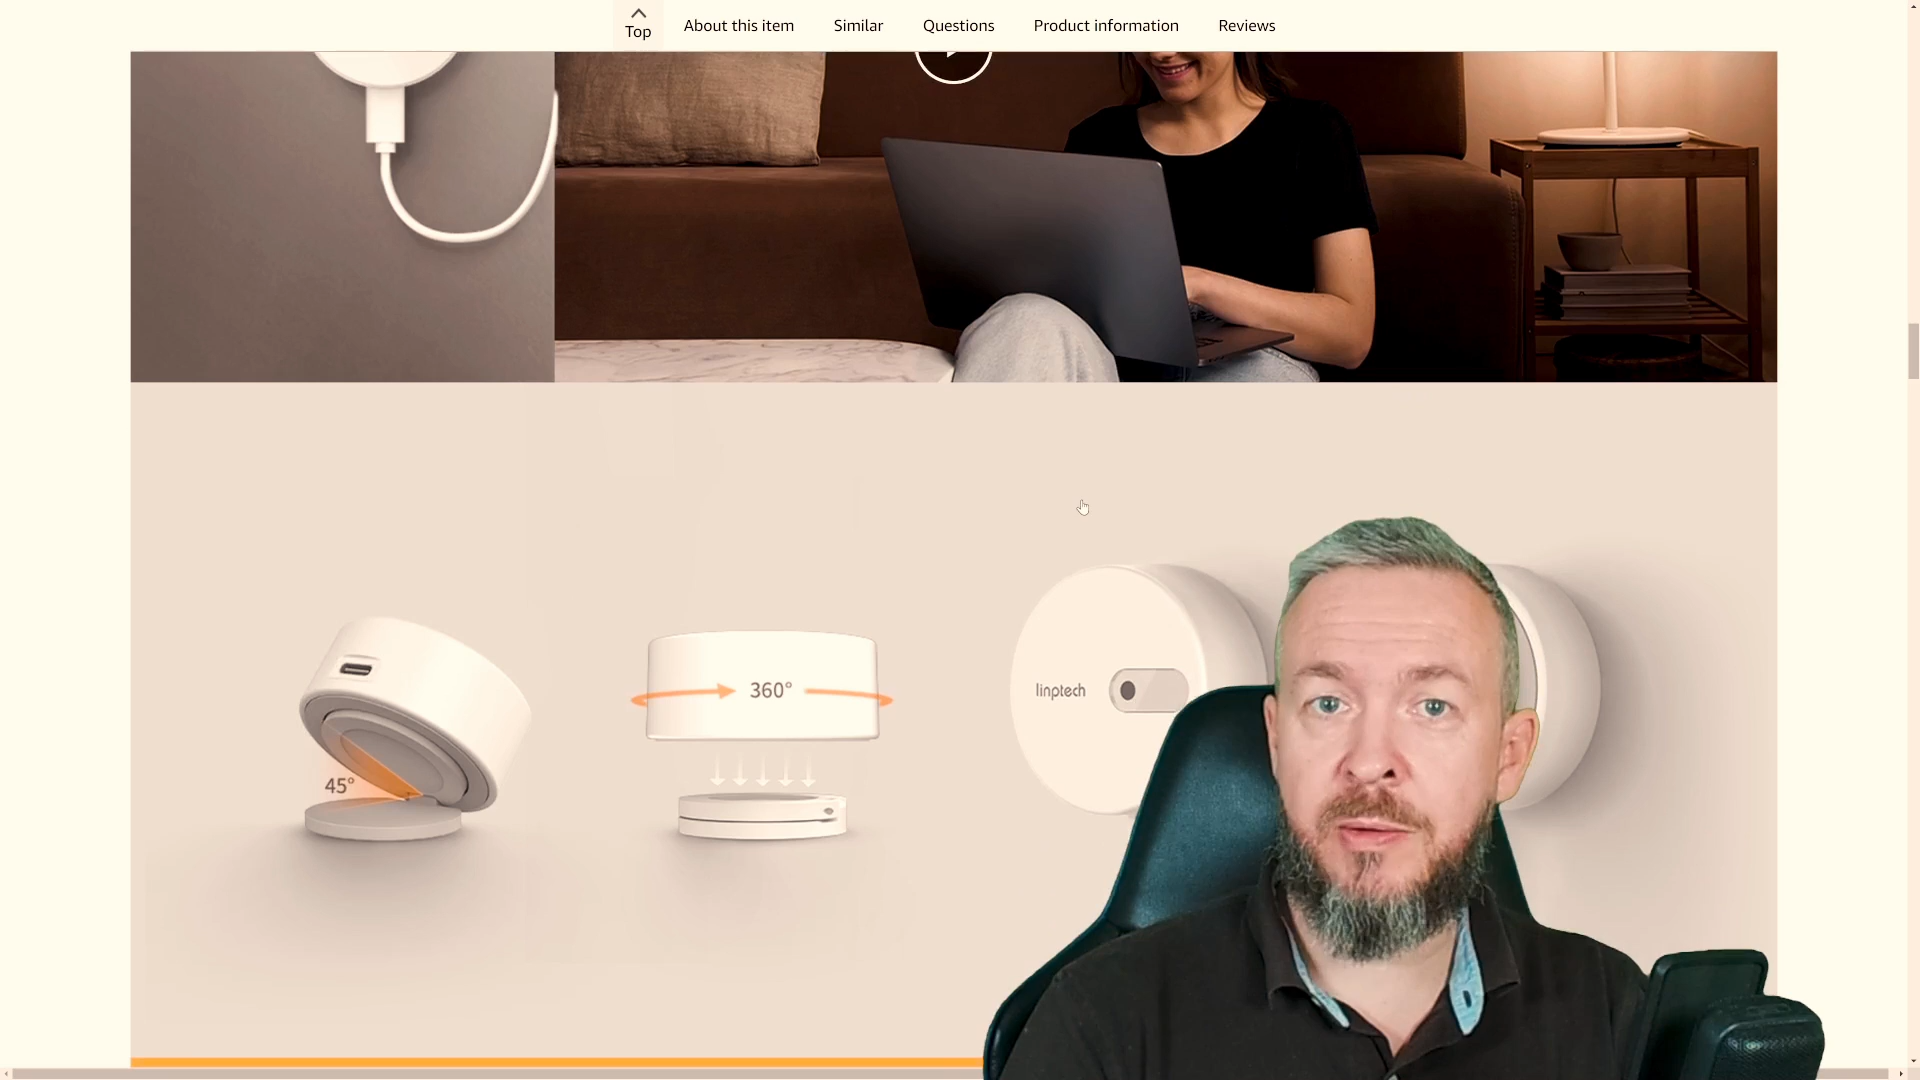 Top
About this item
Similar
Questions
Product information
Reviews
360°
linptech
45°